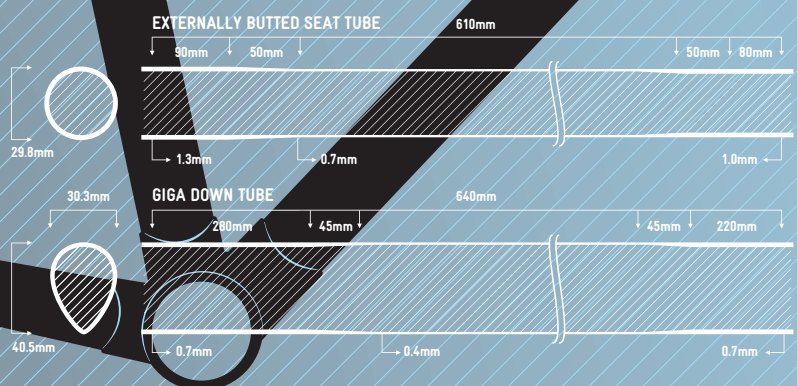 EXTERNALLY BUTTED SEAT TUBE
610mm
90mm 50mm 50mm 80mm
29.8mm
1.3mm 0.7mm 1.0mm
30.3mm
GIGA DOWN TUBE
640mm
280mm 45mm 45mm 220mm
40.5mm
0.7mm 0.4mm 0.7mm